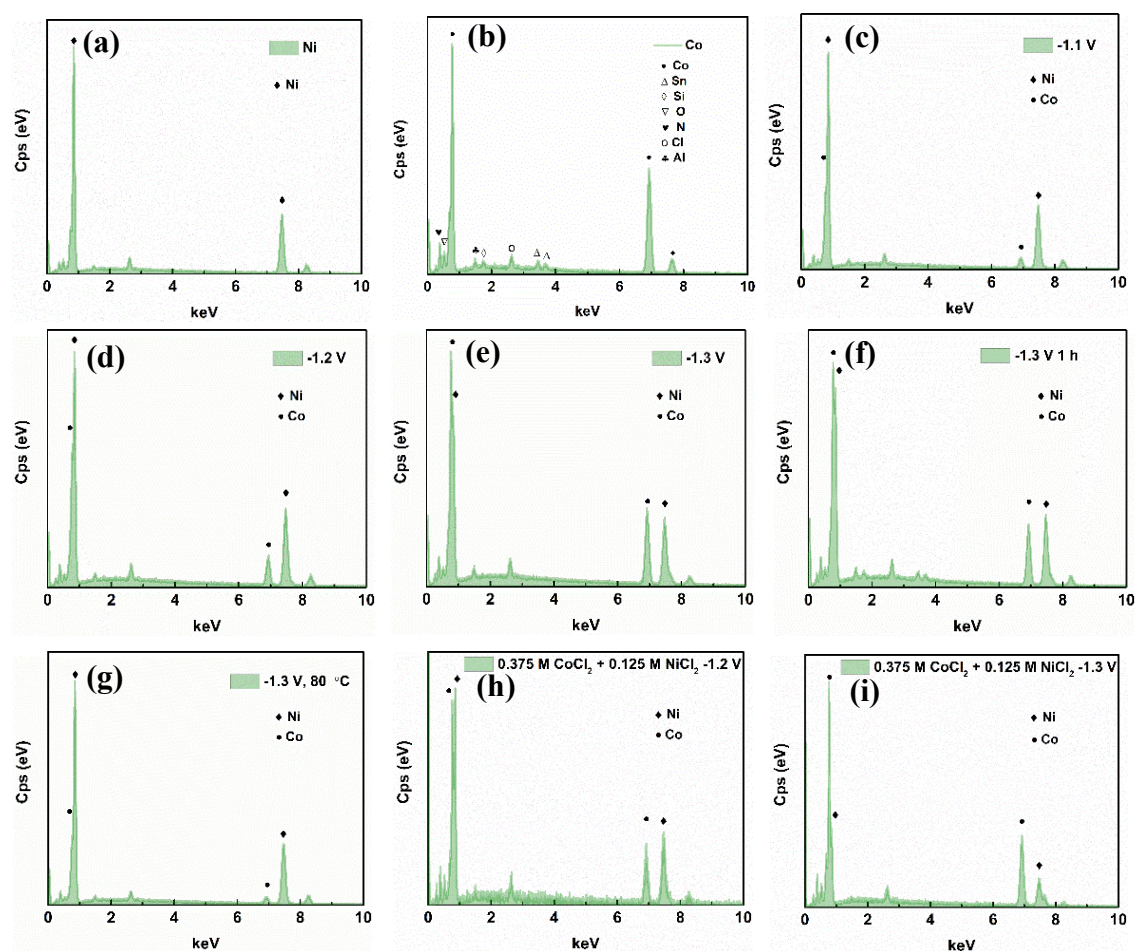 (a)
Ni
Ni
Cps (eV)
0 2 4 6 8 10
keV
(b)
Co
Co
Sn
Si
O
N
Cl
Al
Cps (eV)
0 2 4 6 8 10
keV
(c)
-1.1 V
Ni
Co
Cps (eV)
0 2 4 6 8 10
keV
(d)
-1.2 V
Ni
Co
Cps (eV)
0 2 4 6 8 10
keV
(e)
-1.3 V
Ni
Co
Cps (eV)
0 2 4 6 8 10
keV
(f)
-1.3 V 1 h
Ni
Co
Cps (eV)
0 2 4 6 8 10
keV
(g)
-1.3 V, 80 °C
Ni
Co
Cps (eV)
0 2 4 6 8 10
keV
0.375 M CoCl₂ + 0.125 M NiCl₂ -1.2 V
(h)
Ni
Co
Cps (eV)
0 2 4 6 8 10
keV
0.375 M CoCl₂ + 0.125 M NiCl₂ -1.3 V
(i)
Ni
Co
Cps (eV)
0 2 4 6 8 10
keV